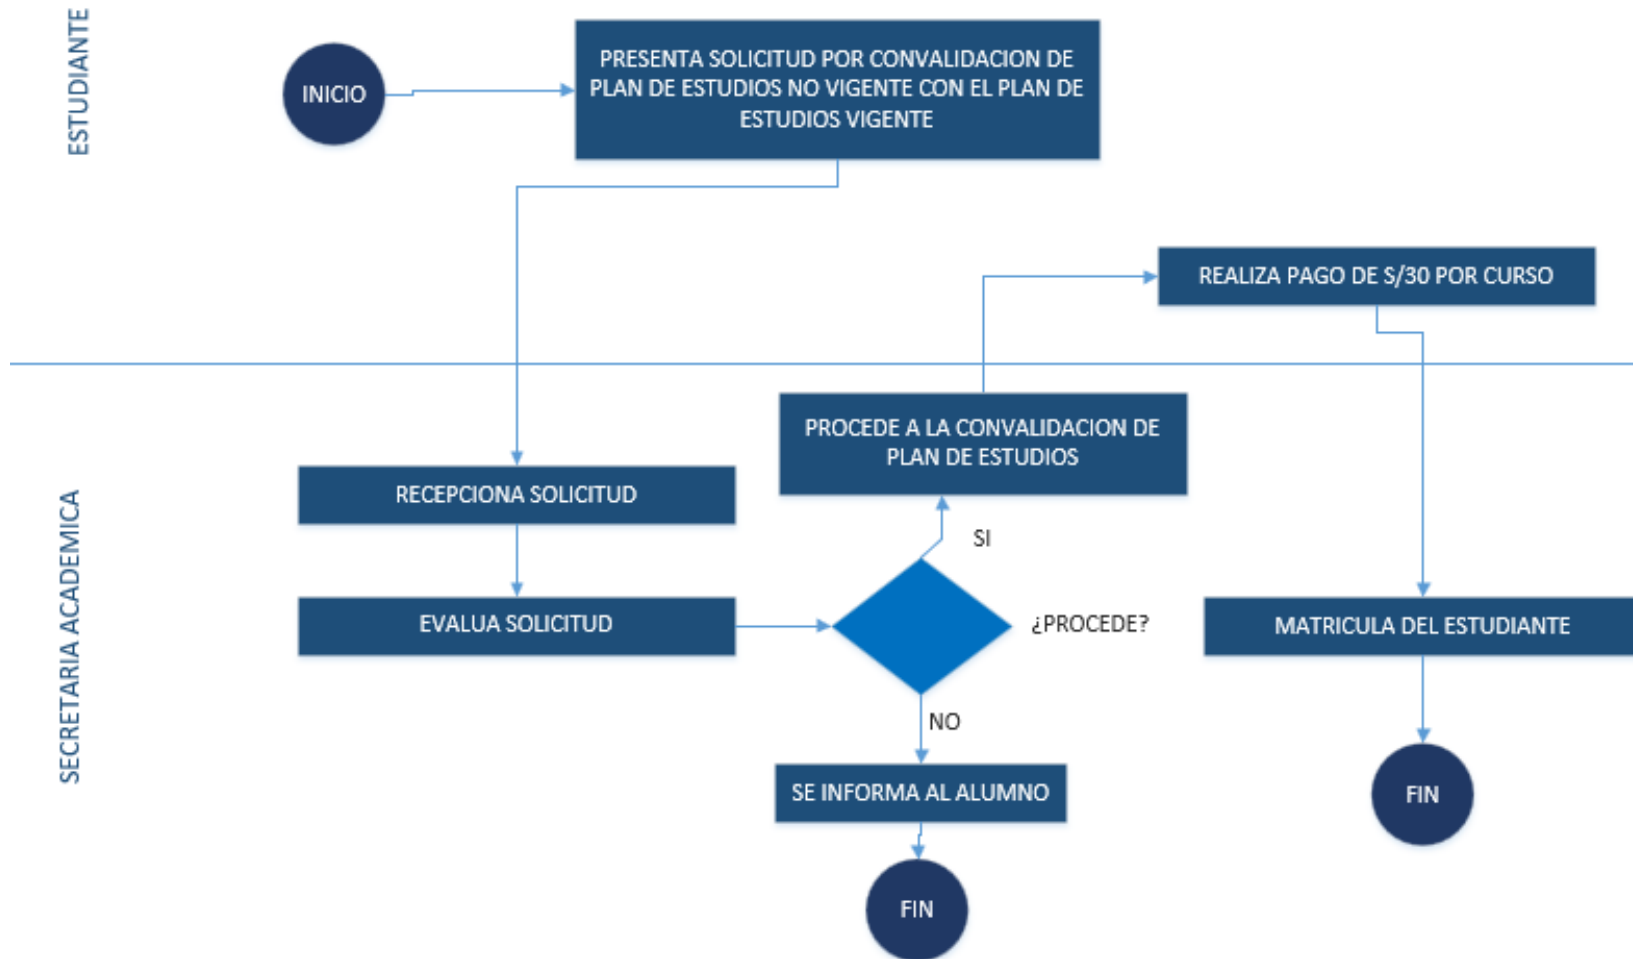 ESTUDIANTE
INICIO
PRESENTA SOLICITUD POR CONVALIDACION DE
PLAN DE ESTUDIOS NO VIGENTE CON EL PLAN DE
ESTUDIOS VIGENTE
REALIZA PAGO DE S/30 POR CURSO
SECRETARIA ACADEMICA
PROCEDE A LA CONVALIDACION DE
PLAN DE ESTUDIOS
RECEPCIONA SOLICITUD
SI
EVALUA SOLICITUD
¿PROCEDE?
MATRICULA DEL ESTUDIANTE
NO
SE INFORMA AL ALUMNO
FIN
FIN